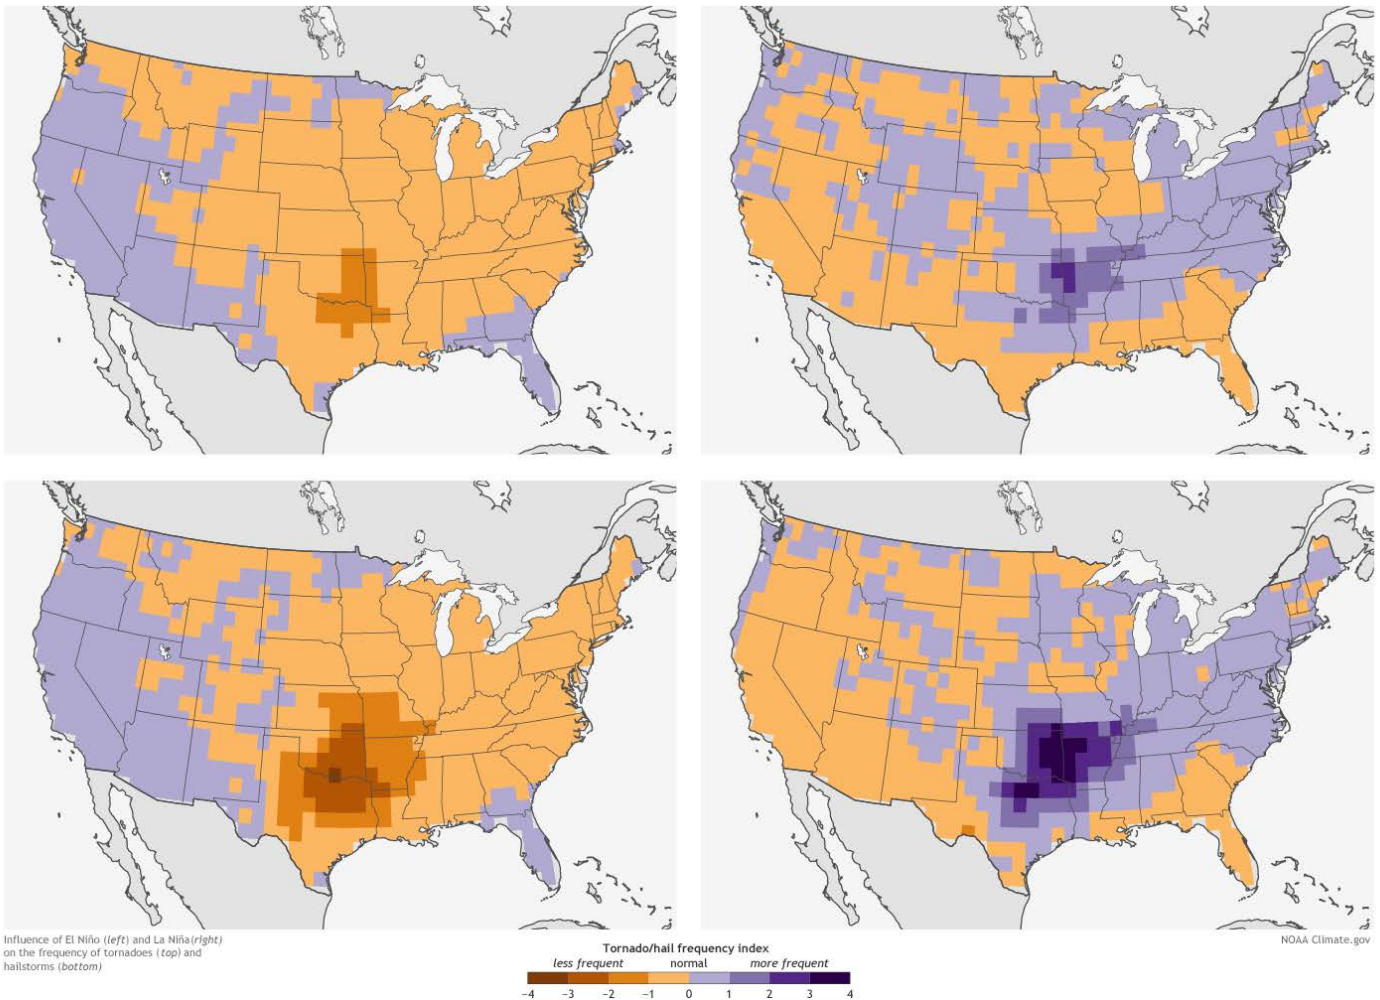 Influence of El Niño (left) and La Niña(right)
on the frequency of tornadoes (top) and
hailstorms (bottom)
NOAA Climate.gov
Tornado/hail frequency index
less frequent normal more frequent
−4 −3 −2 −1 0 1 2 3 4